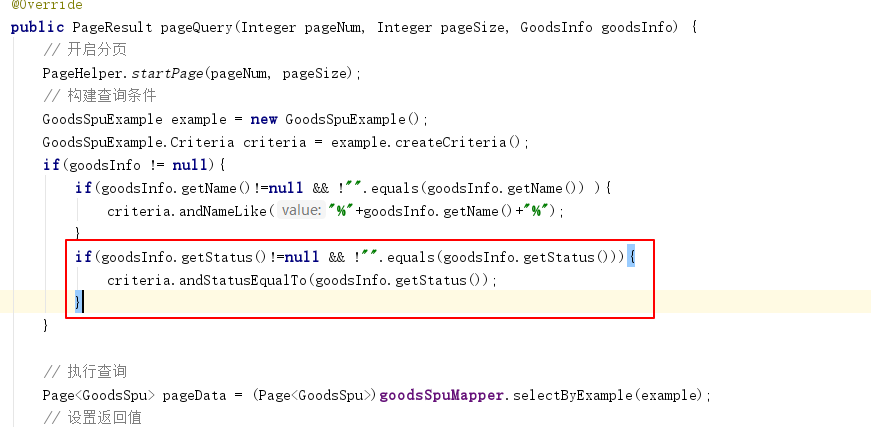 @Override
public PageResult pageQuery(Integer pageNum, Integer pageSize, GoodsInfo goodsInfo) {
// 开启分页
PageHelper.startPage(pageNum, pageSize);
// 构建查询条件
GoodsSpuExample example = new GoodsSpuExample();
GoodsSpuExample.Criteria criteria = example.createCriteria();
if(goodsInfo != null){
if(goodsInfo.getName()!=null && !"".equals(goodsInfo.getName()) ){
criteria.andNameLike( value: "%"+goodsInfo.getName()+"%");
}
if(goodsInfo.getStatus()!=null && !"".equals(goodsInfo.getStatus())){
criteria.andStatusEqualTo(goodsInfo.getStatus());
}
}
// 执行查询
Page<GoodsSpu> pageData = (Page<GoodsSpu>)goodsSpuMapper.selectByExample(example);
// 设置返回值